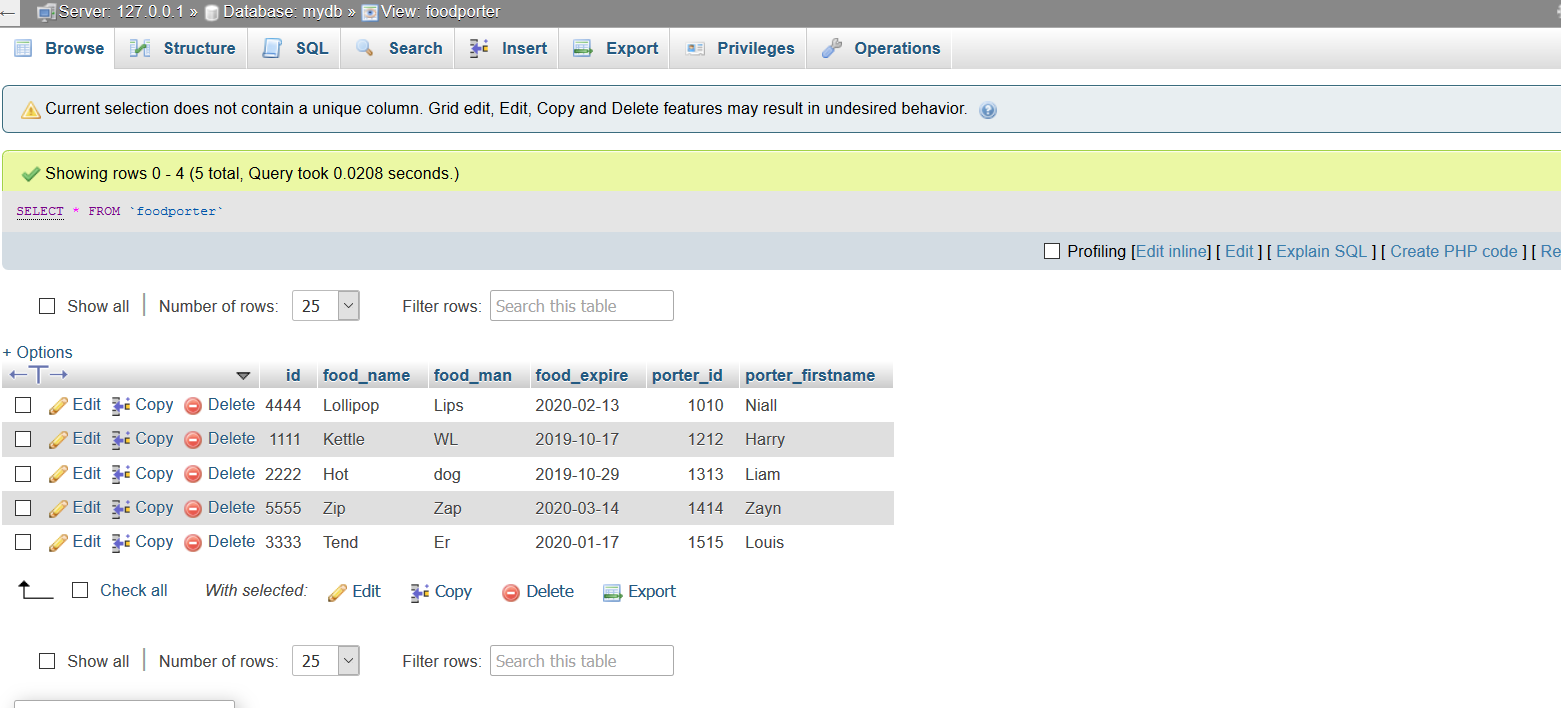 Server: 127.0.0.1 » Database: mydb » View: foodporter
Browse Structure SQL Search Insert Export Privileges Operations
Current selection does not contain a unique column. Grid edit, Edit, Copy and Delete features may result in undesired behavior.
Showing rows 0 - 4 (5 total, Query took 0.0208 seconds.)
SELECT * FROM `foodporter`
Profiling [Edit inline] [ Edit ] [ Explain SQL ] [ Create PHP code ] [ Re
Show all | Number of rows: 25 Filter rows: Search this table
+ Options
←T→ id food_name food_man food_expire porter_id porter_firstname
Edit Copy Delete 4444 Lollipop Lips 2020-02-13 1010 Niall
Edit Copy Delete 1111 Kettle WL 2019-10-17 1212 Harry
Edit Copy Delete 2222 Hot dog 2019-10-29 1313 Liam
Edit Copy Delete 5555 Zip Zap 2020-03-14 1414 Zayn
Edit Copy Delete 3333 Tend Er 2020-01-17 1515 Louis
Check all With selected: Edit Copy Delete Export
Show all | Number of rows: 25 Filter rows: Search this table